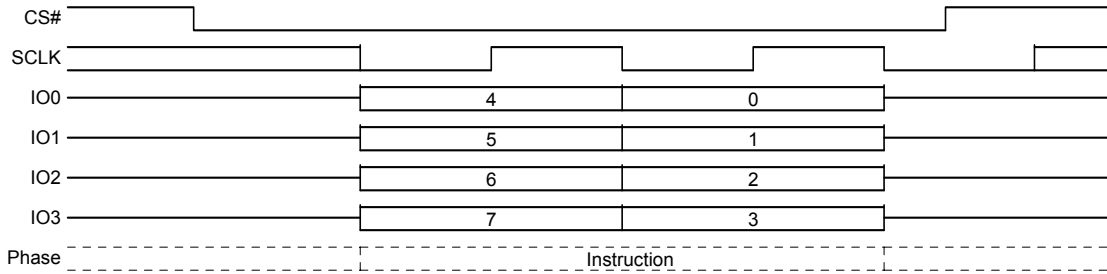 CS#
SCLK
IO0 4 0
IO1 5 1
IO2 6 2
IO3 7 3
Phase Instruction